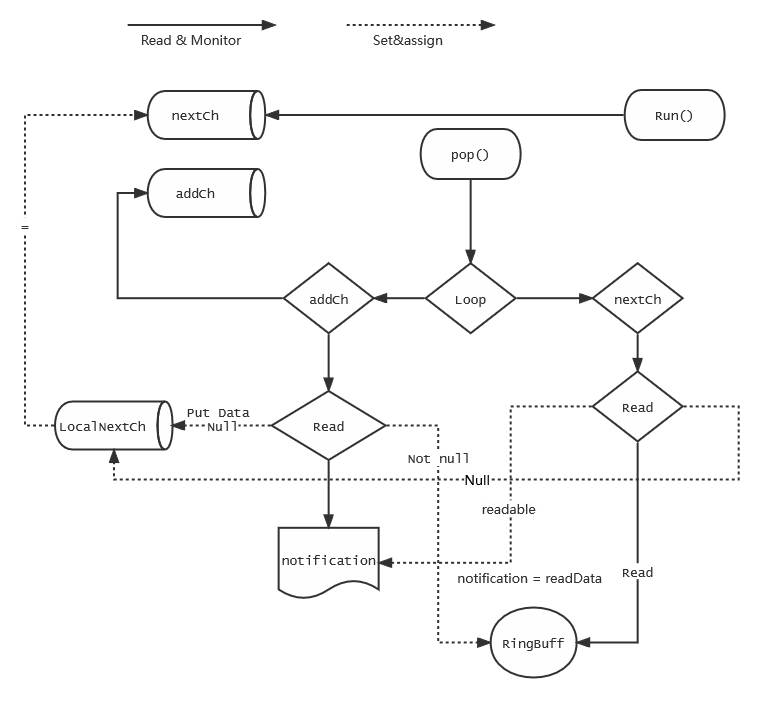 Read & Monitor
Set&assign
nextCh
Run()
pop()
addCh
=
addCh
Loop
nextCh
Read
Put Data
Null
LocalNextCh
Read
Not null
Null
readable
notification
notification = readData
Read
RingBuff